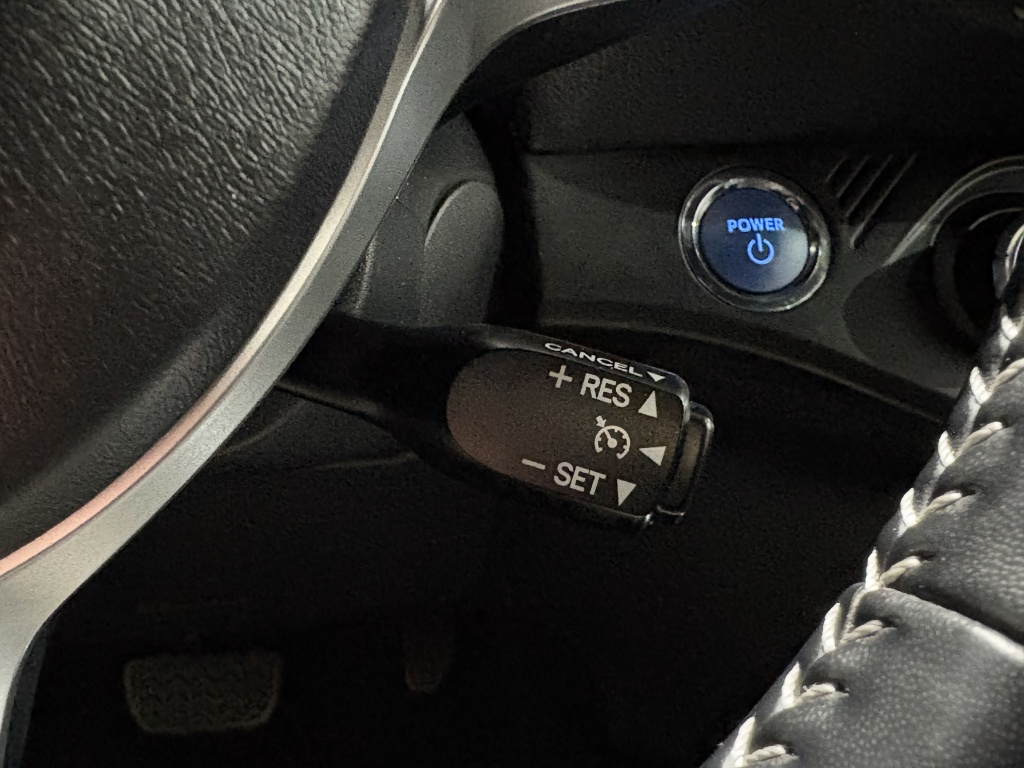 POWER
CANCEL ▼
+ RES ▲
◀
− SET ▼